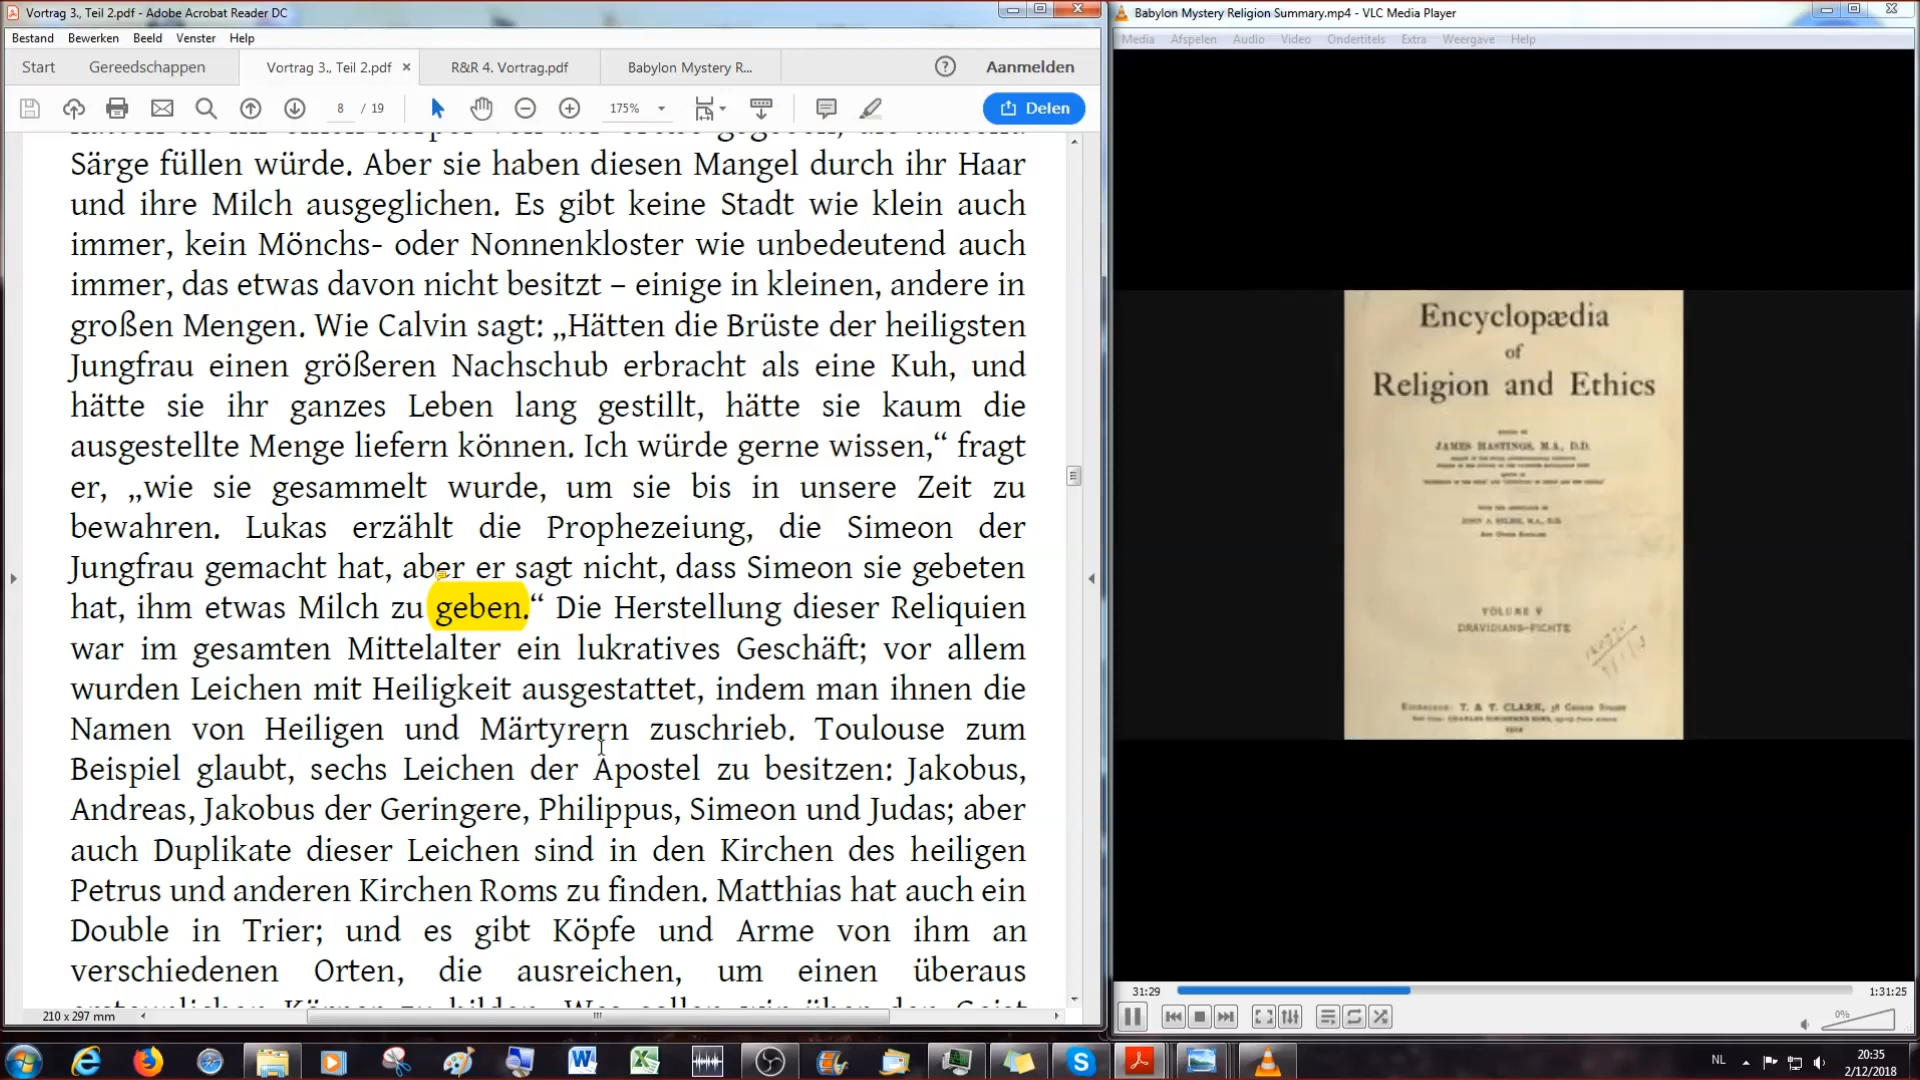 Vortrag 3., Teil 2.pdf - Adobe Acrobat Reader DC
Bestand Bewerken Beeld Venster Help
Start Gereedschappen Vortrag 3., Teil 2.pdf × R&R 4. Vortrag.pdf Babylon Mystery R... Aanmelden
8 / 19 175% Delen
Särge füllen würde. Aber sie haben diesen Mangel durch ihr Haar
und ihre Milch ausgeglichen. Es gibt keine Stadt wie klein auch
immer, kein Mönchs- oder Nonnenkloster wie unbedeutend auch
immer, das etwas davon nicht besitzt – einige in kleinen, andere in
großen Mengen. Wie Calvin sagt: „Hätten die Brüste der heiligsten
Jungfrau einen größeren Nachschub erbracht als eine Kuh, und
hätte sie ihr ganzes Leben lang gestillt, hätte sie kaum die
ausgestellte Menge liefern können. Ich würde gerne wissen,“ fragt
er, „wie sie gesammelt wurde, um sie bis in unsere Zeit zu
bewahren. Lukas erzählt die Prophezeiung, die Simeon der
Jungfrau gemacht hat, aber er sagt nicht, dass Simeon sie gebeten
hat, ihm etwas Milch zu geben.“ Die Herstellung dieser Reliquien
war im gesamten Mittelalter ein lukratives Geschäft; vor allem
wurden Leichen mit Heiligkeit ausgestattet, indem man ihnen die
Namen von Heiligen und Märtyrern zuschrieb. Toulouse zum
Beispiel glaubt, sechs Leichen der Apostel zu besitzen: Jakobus,
Andreas, Jakobus der Geringere, Philippus, Simeon und Judas; aber
auch Duplikate dieser Leichen sind in den Kirchen des heiligen
Petrus und anderen Kirchen Roms zu finden. Matthias hat auch ein
Double in Trier; und es gibt Köpfe und Arme von ihm an
verschiedenen Orten, die ausreichen, um einen überaus
210 x 297 mm
Babylon Mystery Religion Summary.mp4 - VLC Media Player
Media Afspelen Audio Video Ondertitels Extra Weergave Help
Encyclopædia
of
Religion and Ethics
JAMES HASTINGS, M.A., D.D.
VOLUME V
DRAVIDIANS-FICHTE
T. & T. CLARK, 38
31:29 1:31:25
0%
NL 20:35
2/12/2018